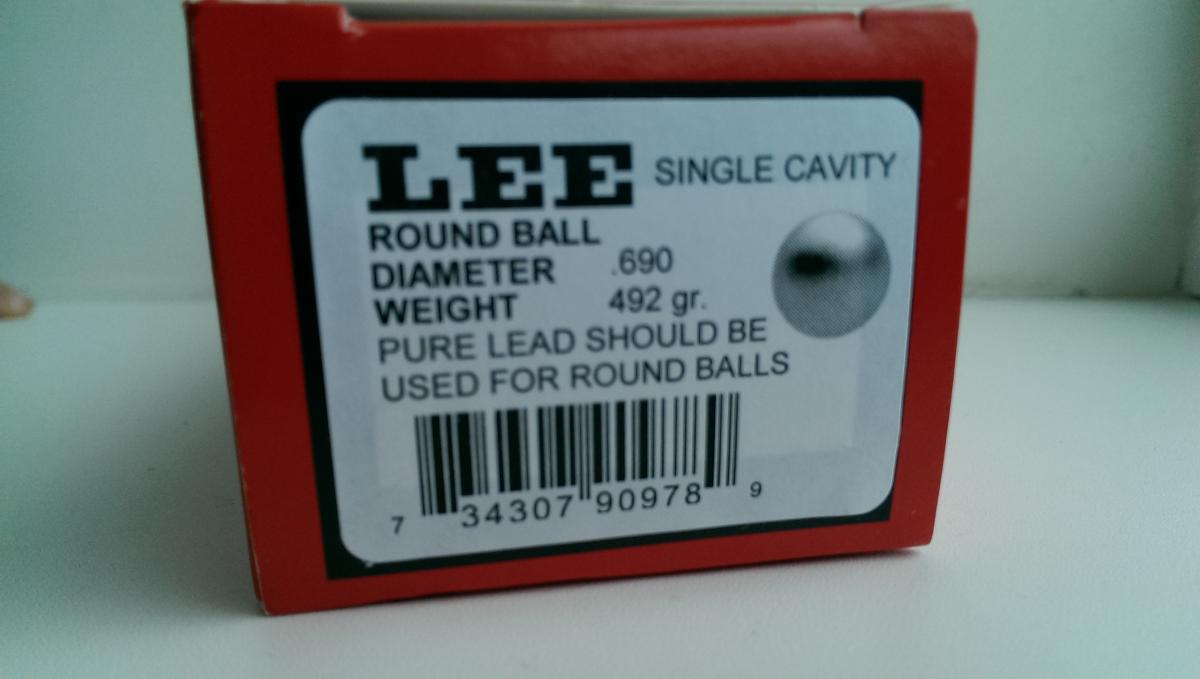 LEE SINGLE CAVITY
ROUND BALL
DIAMETER .690
WEIGHT 492 gr.
PURE LEAD SHOULD BE
USED FOR ROUND BALLS
7 34307 90978 9